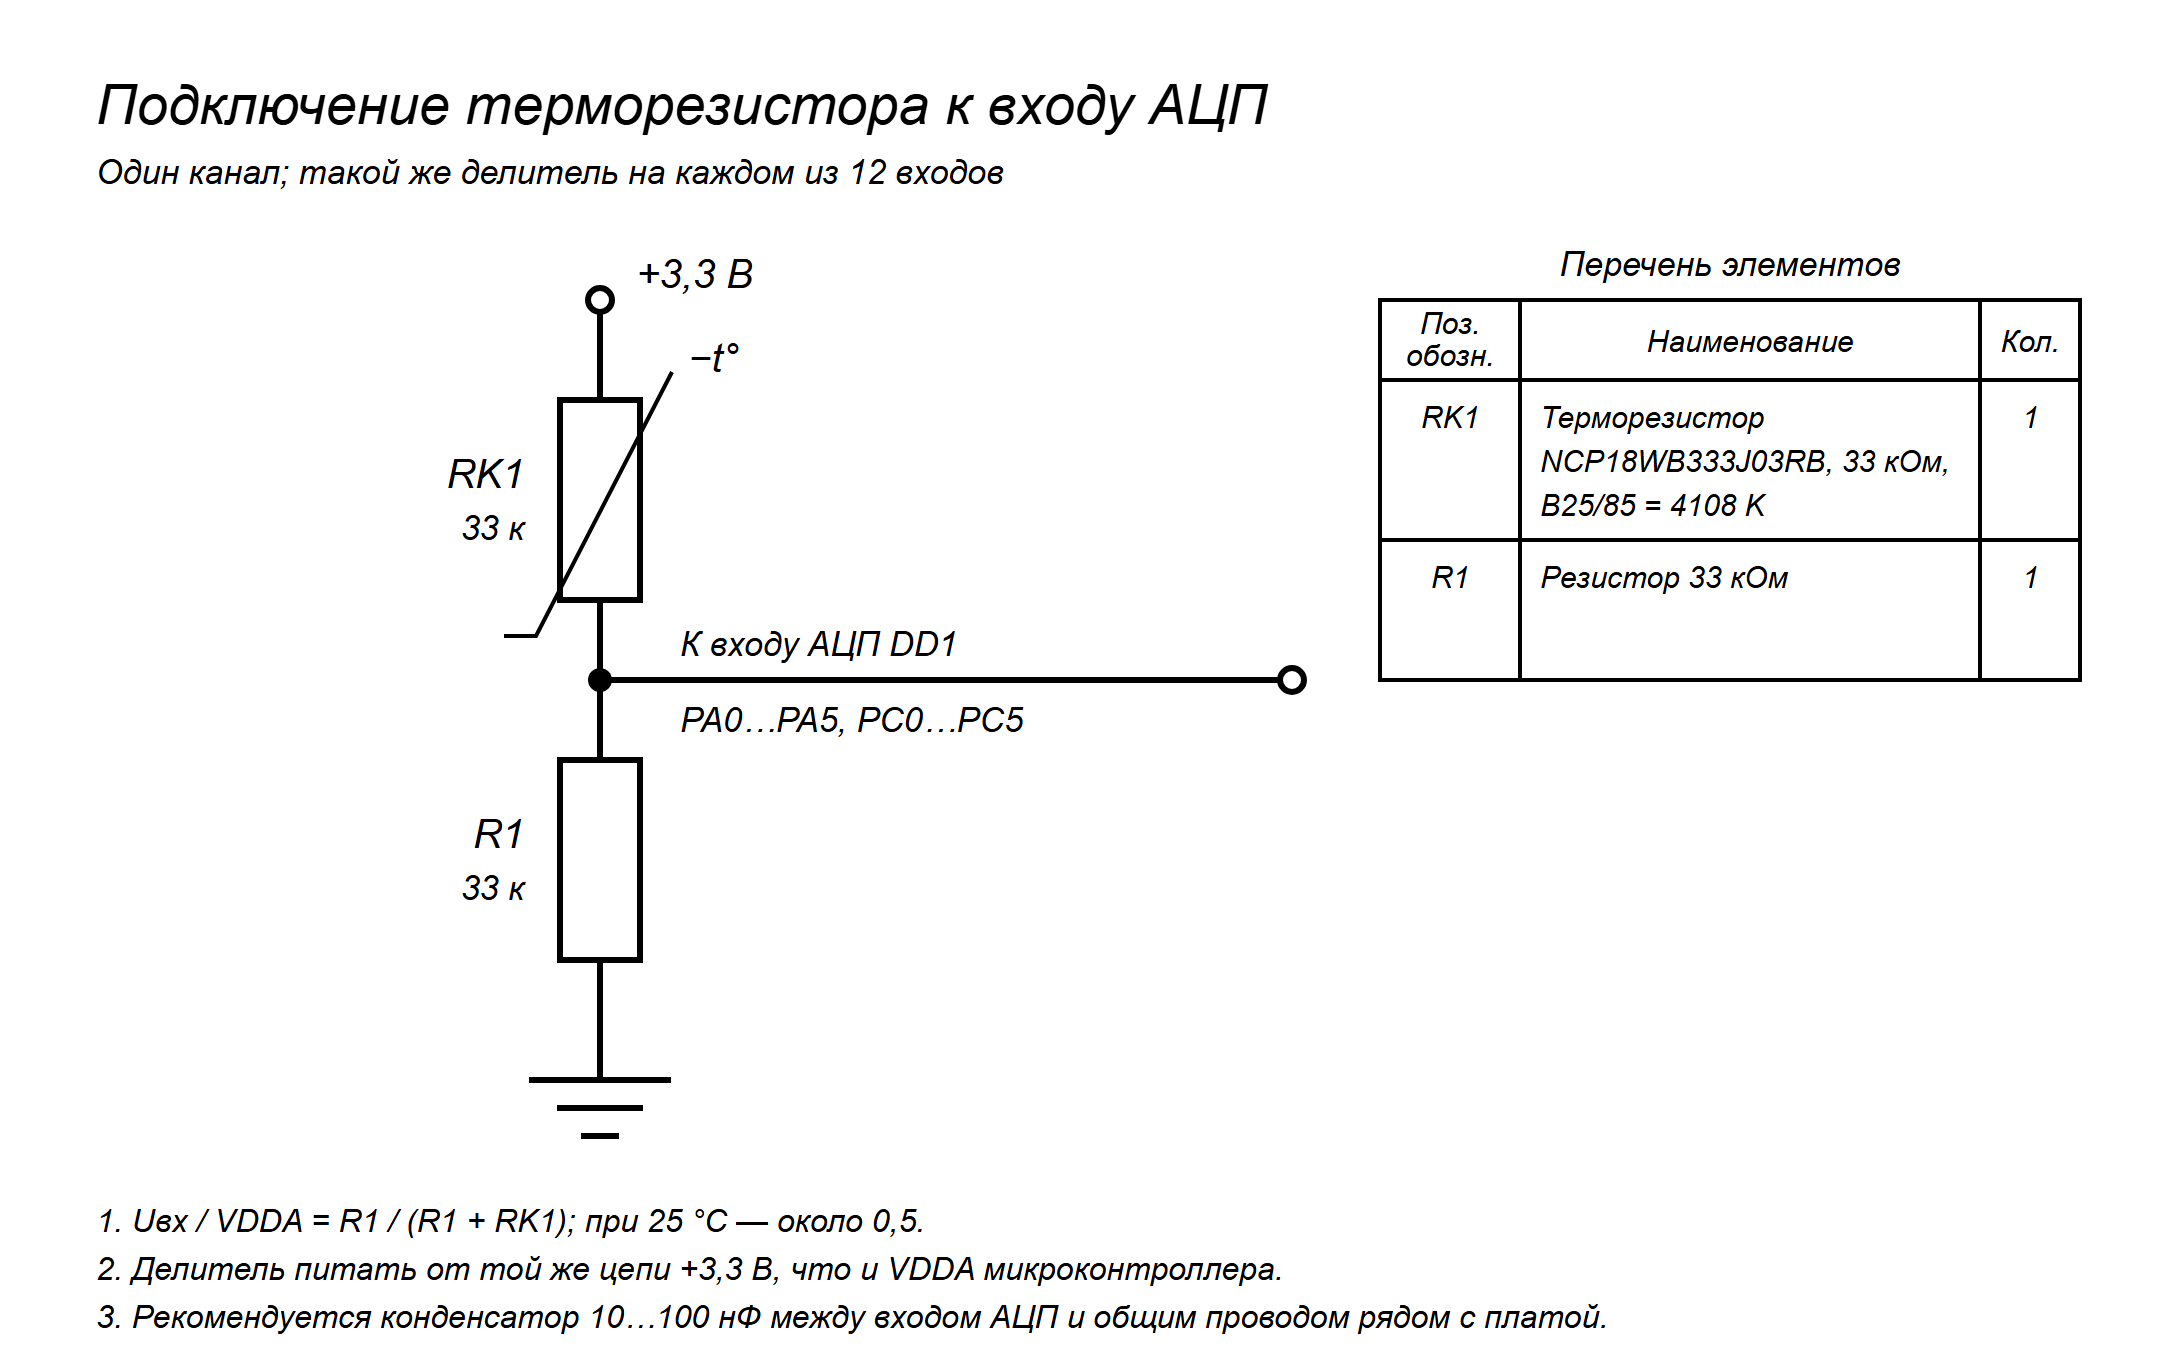 Подключение терморезистора к входу АЦП
Один канал; такой же делитель на каждом из 12 входов
+3,3 В
−t°
RK1
33 к
К входу АЦП DD1
PA0…PA5, PC0…PC5
R1
33 к
Перечень элементов
Поз.
обозн.
Наименование
Кол.
RK1
Терморезистор
NCP18WB333J03RB, 33 кОм,
B25/85 = 4108 K
1
R1
Резистор 33 кОм
1
1. Uвх / VDDA = R1 / (R1 + RK1); при 25 °C — около 0,5.
2. Делитель питать от той же цепи +3,3 В, что и VDDA микроконтроллера.
3. Рекомендуется конденсатор 10…100 нФ между входом АЦП и общим проводом рядом с платой.